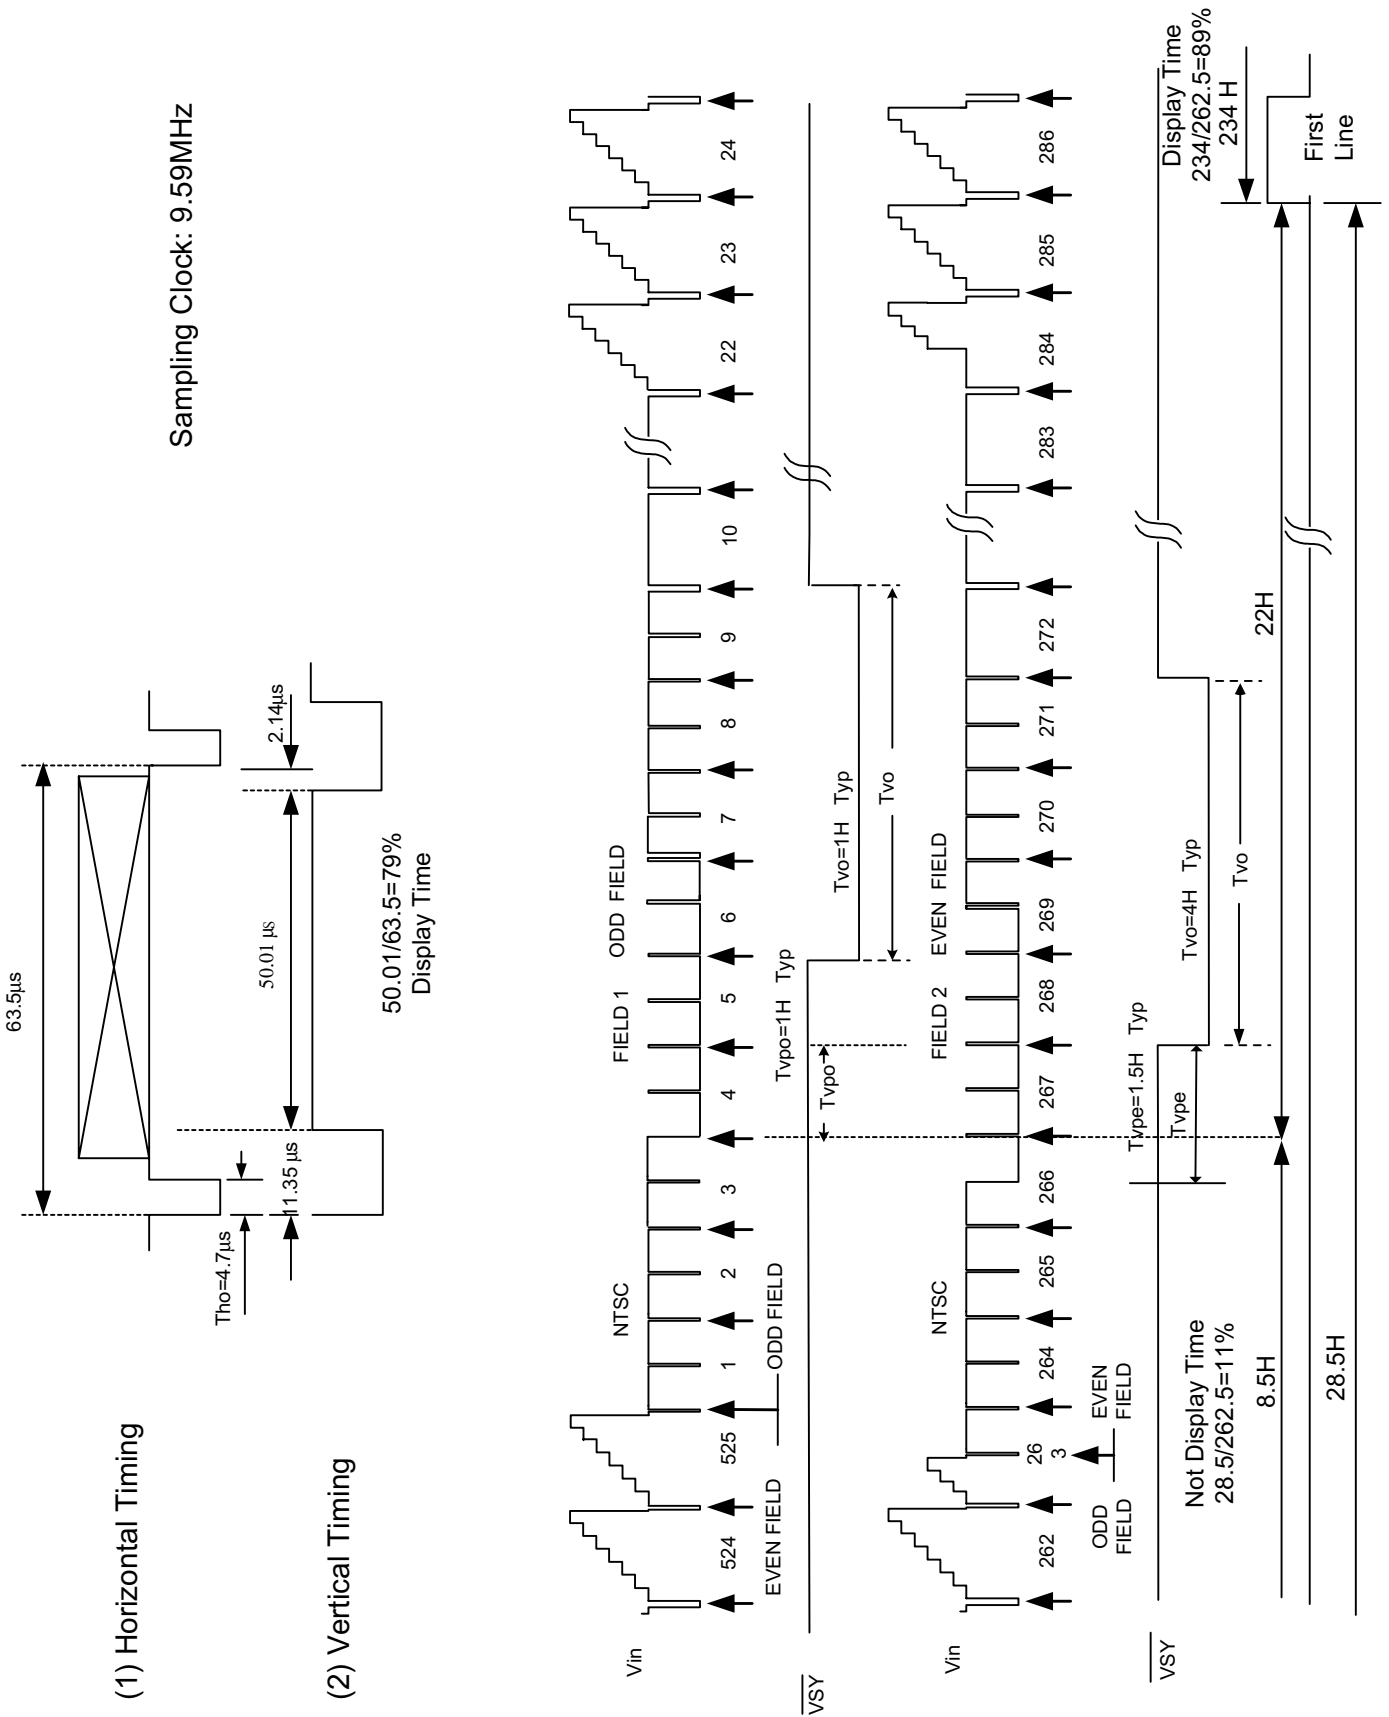 Sampling Clock: 9.59MHz
(1) Horizontal Timing
63.5µs
Tho=4.7µs
11.35 µs
50.01 µs
2.14µs
50.01/63.5=79%
Display Time
(2) Vertical Timing
Vin
NTSC
FIELD 1
ODD FIELD
524
525
1
2
3
4
5
6
7
8
9
10
22
23
24
EVEN FIELD
ODD FIELD
Tvpo
Tvpo=1H Typ
Tvo=1H Typ
Tvo
VSY
Vin
NTSC
FIELD 2
EVEN FIELD
262
26
3
264
265
266
267
268
269
270
271
272
283
284
285
286
ODD
FIELD
EVEN
FIELD
Tvpe=1.5H Typ
Tvpe
Tvo=4H Typ
Tvo
VSY
Display Time
234/262.5=89%
234 H
Not Display Time
28.5/262.5=11%
8.5H
22H
First
Line
28.5H